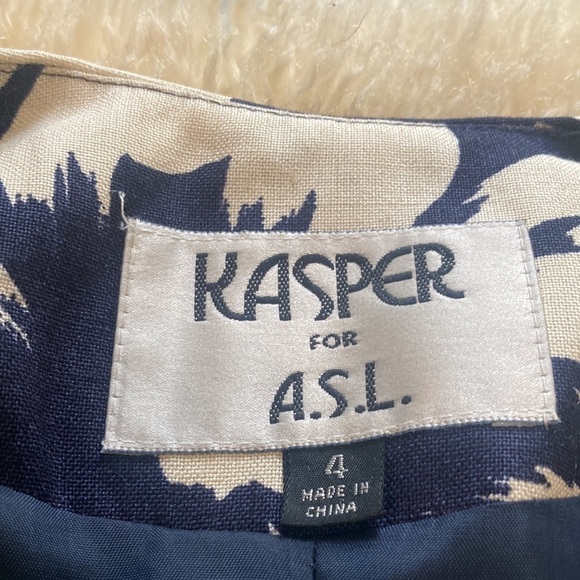 KASPER
FOR
A.S.L.
4
MADE IN
CHINA